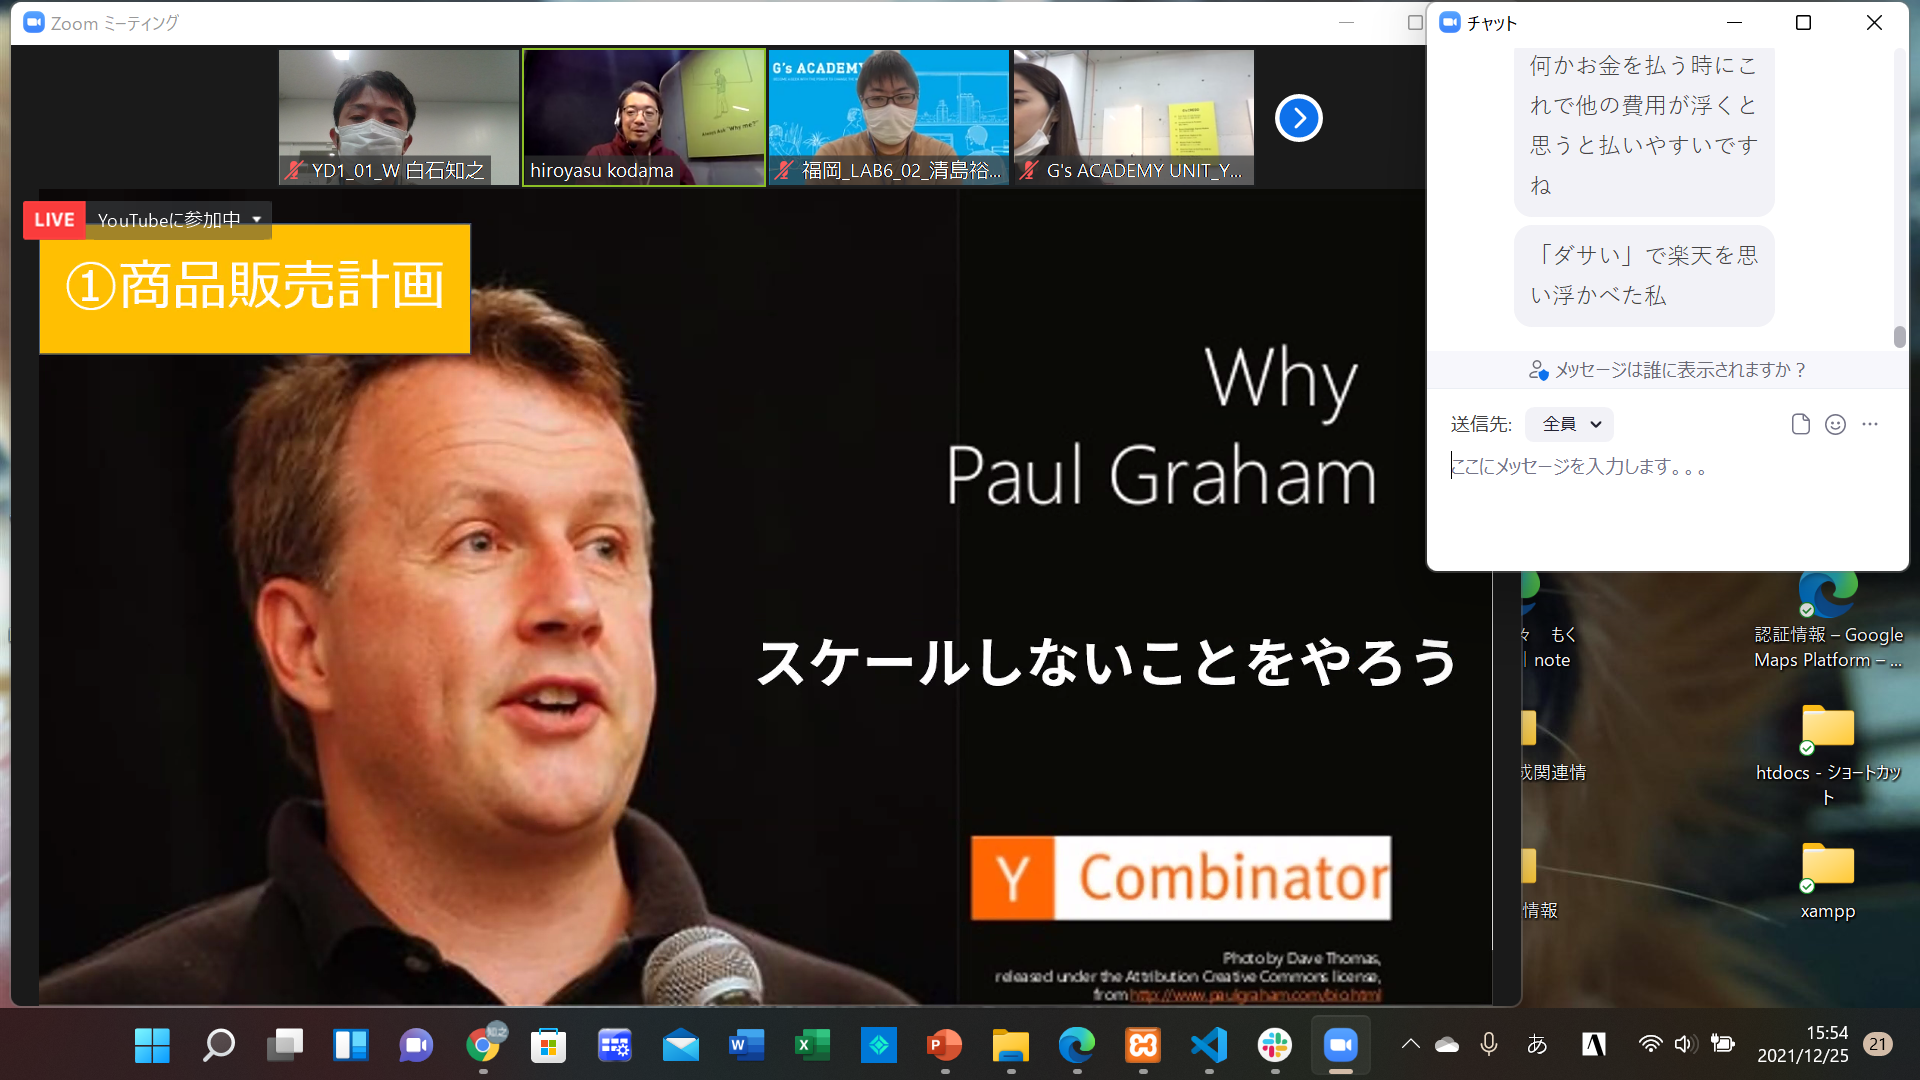 Zoom ミーティング
チャット
何かお金を払う時にこ
れで他の費用が浮くと
思うと払いやすいです
ね
「ダサい」で楽天を思
い浮かべた私
メッセージは誰に表示されますか？
送信先: 全員
ここにメッセージを入力します。。。
G's ACADEMY
Always Ask "Why me?"
YD1_01_W 白石知之
hiroyasu kodama
福岡_LAB6_02_清島裕...
G's ACADEMY UNIT_Y...
LIVE YouTubeに参加中
①商品販売計画
Why
Paul Graham
スケールしないことをやろう
Y Combinator
Photo by Dave Thomas,
released under the Attribution Creative Commons license,
from http://www.paulgraham.com/bio.html
々 もく
note
認証情報 – Google
Maps Platform – ...
成関連情
htdocs - ショートカッ
ト
情報
xampp
知之
あ
A
15:54
2021/12/25
21